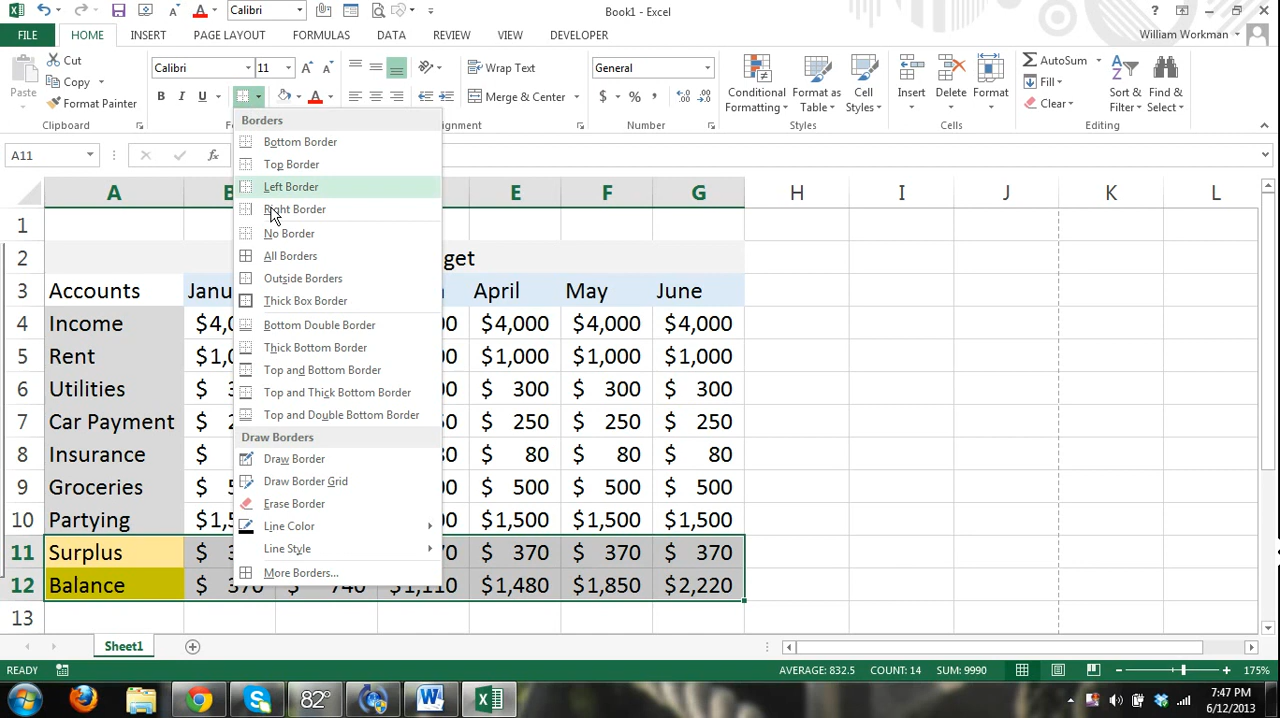 Calibri
Book1 - Excel
FILE HOME INSERT PAGE LAYOUT FORMULAS DATA REVIEW VIEW DEVELOPER William Workman
Paste Cut Copy Format Painter Clipboard
Calibri 11 B I U
Wrap Text Merge & Center
General $ % , Number
Conditional Formatting Format as Table Cell Styles Styles
Insert Delete Format Cells
AutoSum Fill Clear Sort & Filter Find & Select Editing
A11 fx
A E F G H I J K L
Borders
Bottom Border
Top Border
Left Border
Right Border
No Border
All Borders
Outside Borders
Thick Box Border
Bottom Double Border
Thick Bottom Border
Top and Bottom Border
Top and Thick Bottom Border
Top and Double Bottom Border
Draw Borders
Draw Border
Draw Border Grid
Erase Border
Line Color
Line Style
More Borders...
1
2
3 Accounts April May June
4 Income $4,000 $4,000 $4,000
5 Rent $1,000 $1,000 $1,000
6 Utilities $ 300 $ 300 $ 300
7 Car Payment $ 250 $ 250 $ 250
8 Insurance $ 80 $ 80 $ 80
9 Groceries $ 500 $ 500 $ 500
10 Partying $1,500 $1,500 $1,500
11 Surplus $ 370 $ 370 $ 370
12 Balance $ 370 $ 740 $1,110 $1,480 $1,850 $2,220
13
Sheet1
READY AVERAGE: 832.5 COUNT: 14 SUM: 9990 175%
82° 7:47 PM
6/12/2013